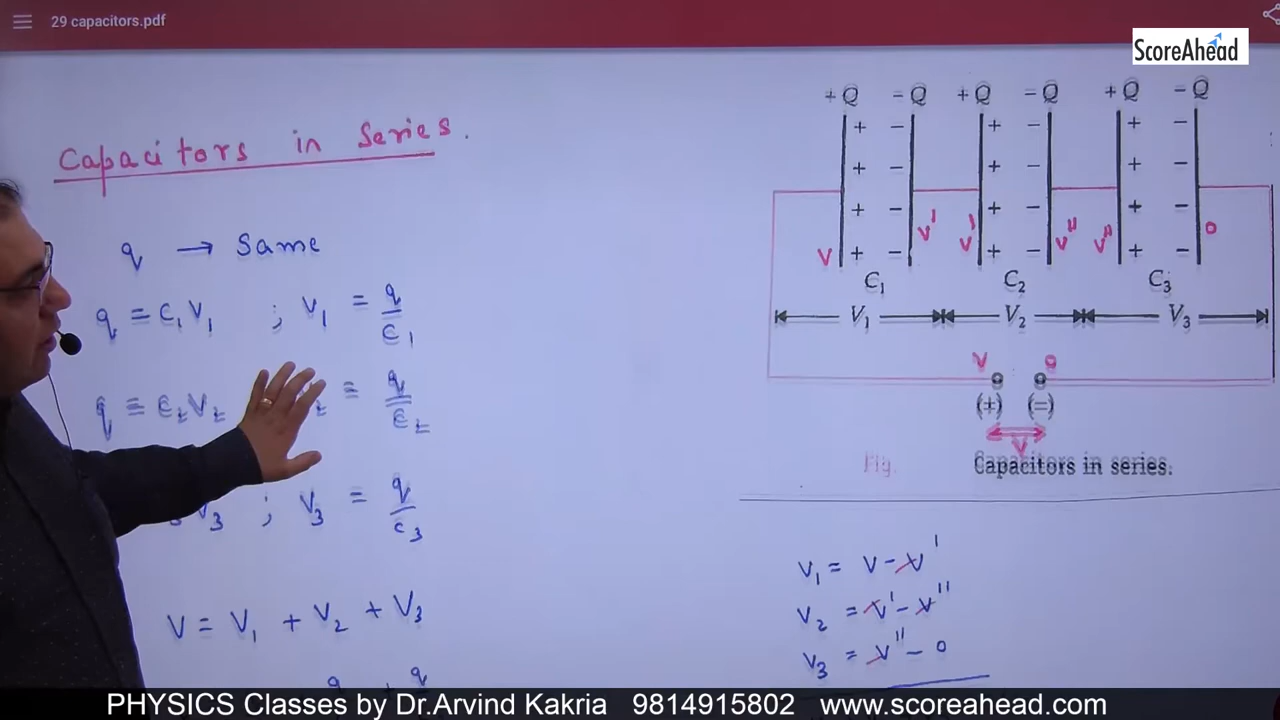 29 capacitors.pdf
ScoreAhead
Capacitors in Series.
q → Same
q = C₁V₁ ; V₁ = q/C₁
q = C₂V₂ = q/C₂
V₃ ; V₃ = q/C₃
V = V₁ + V₂ + V₃
q + q
+Q −Q +Q −Q +Q −Q
+ − + − + −
+ − + − + −
+ − + − + −
+ − + − + −
V V' V' V'' V'' 0
C₁ C₂ C₃
V₁ V₂ V₃
V 0
(+) (−)
V
Fig. Capacitors in series.
V₁ = V − V'
V₂ = V' − V''
V₃ = V'' − 0
PHYSICS Classes by Dr.Arvind Kakria 9814915802 www.scoreahead.com